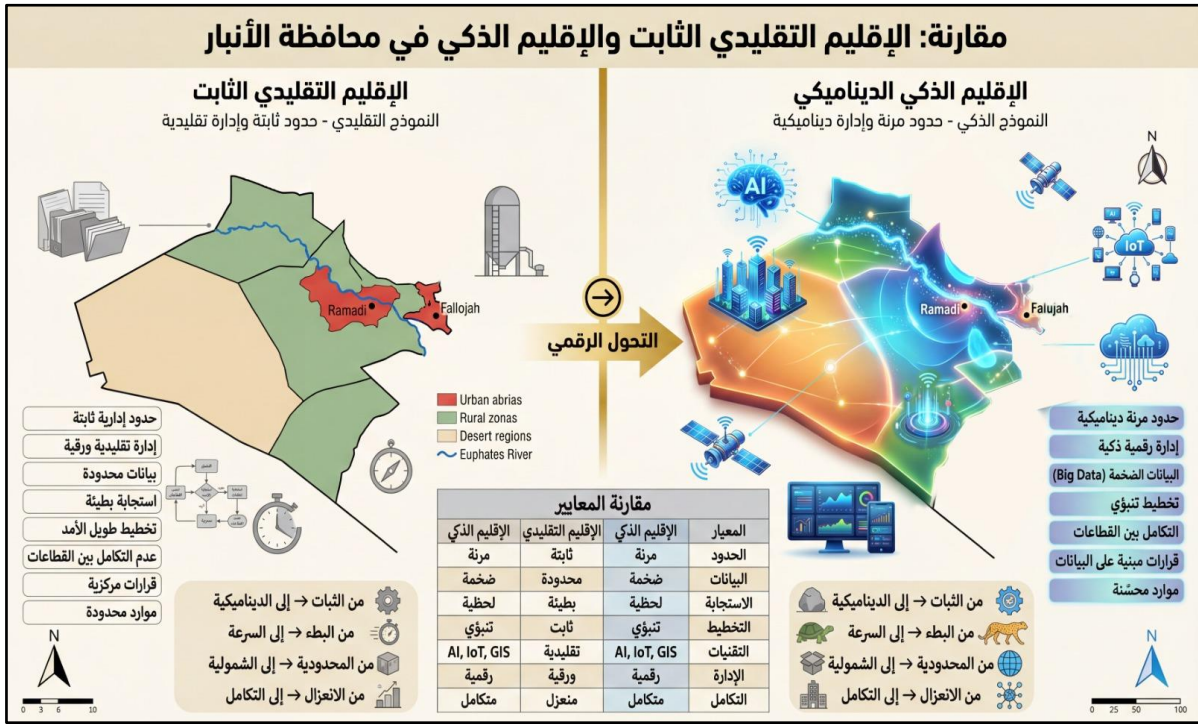 مقارنة: الإقليم التقليدي الثابت والإقليم الذكي في محافظة الأنبار
الإقليم الذكي الديناميكي
النموذج الذكي - حدود مرنة وإدارة ديناميكية
N
AI
IoT
AI
Ramadi
Falujah
حدود مرنة ديناميكية
إدارة رقمية ذكية
البيانات الضخمة (Big Data)
تخطيط تنبؤي
التكامل بين القطاعات
قرارات مبنية على البيانات
موارد محسّنة
من الثبات → إلى الديناميكية
من البطء → إلى السرعة
من المحدودية → إلى الشمولية
من الانعزال → إلى التكامل
N
0 25 50 100
التحول الرقمي
الإقليم التقليدي الثابت
النموذج التقليدي - حدود ثابتة وإدارة تقليدية
Ramadi
Fallojah
Urban abrias
Rural zonas
Desert regions
Euphates River
حدود إدارية ثابتة
إدارة تقليدية ورقية
بيانات محدودة
استجابة بطيئة
تخطيط طويل الأمد
عدم التكامل بين القطاعات
قرارات مركزية
موارد محدودة
مقارنة المعايير
المعيار الإقليم الذكي الإقليم التقليدي الإقليم الذكي
الحدود مرنة ثابتة مرنة
البيانات ضخمة محدودة ضخمة
الاستجابة لحظية بطيئة لحظية
التخطيط تنبؤي ثابت تنبؤي
التقنيات AI, IoT, GIS تقليدية AI, IoT, GIS
الإدارة رقمية ورقية رقمية
التكامل متكامل منعزل متكامل
من الثبات → إلى الديناميكية
من البطء → إلى السرعة
من المحدودية → إلى الشمولية
من الانعزال → إلى التكامل
N
0 3 6 10